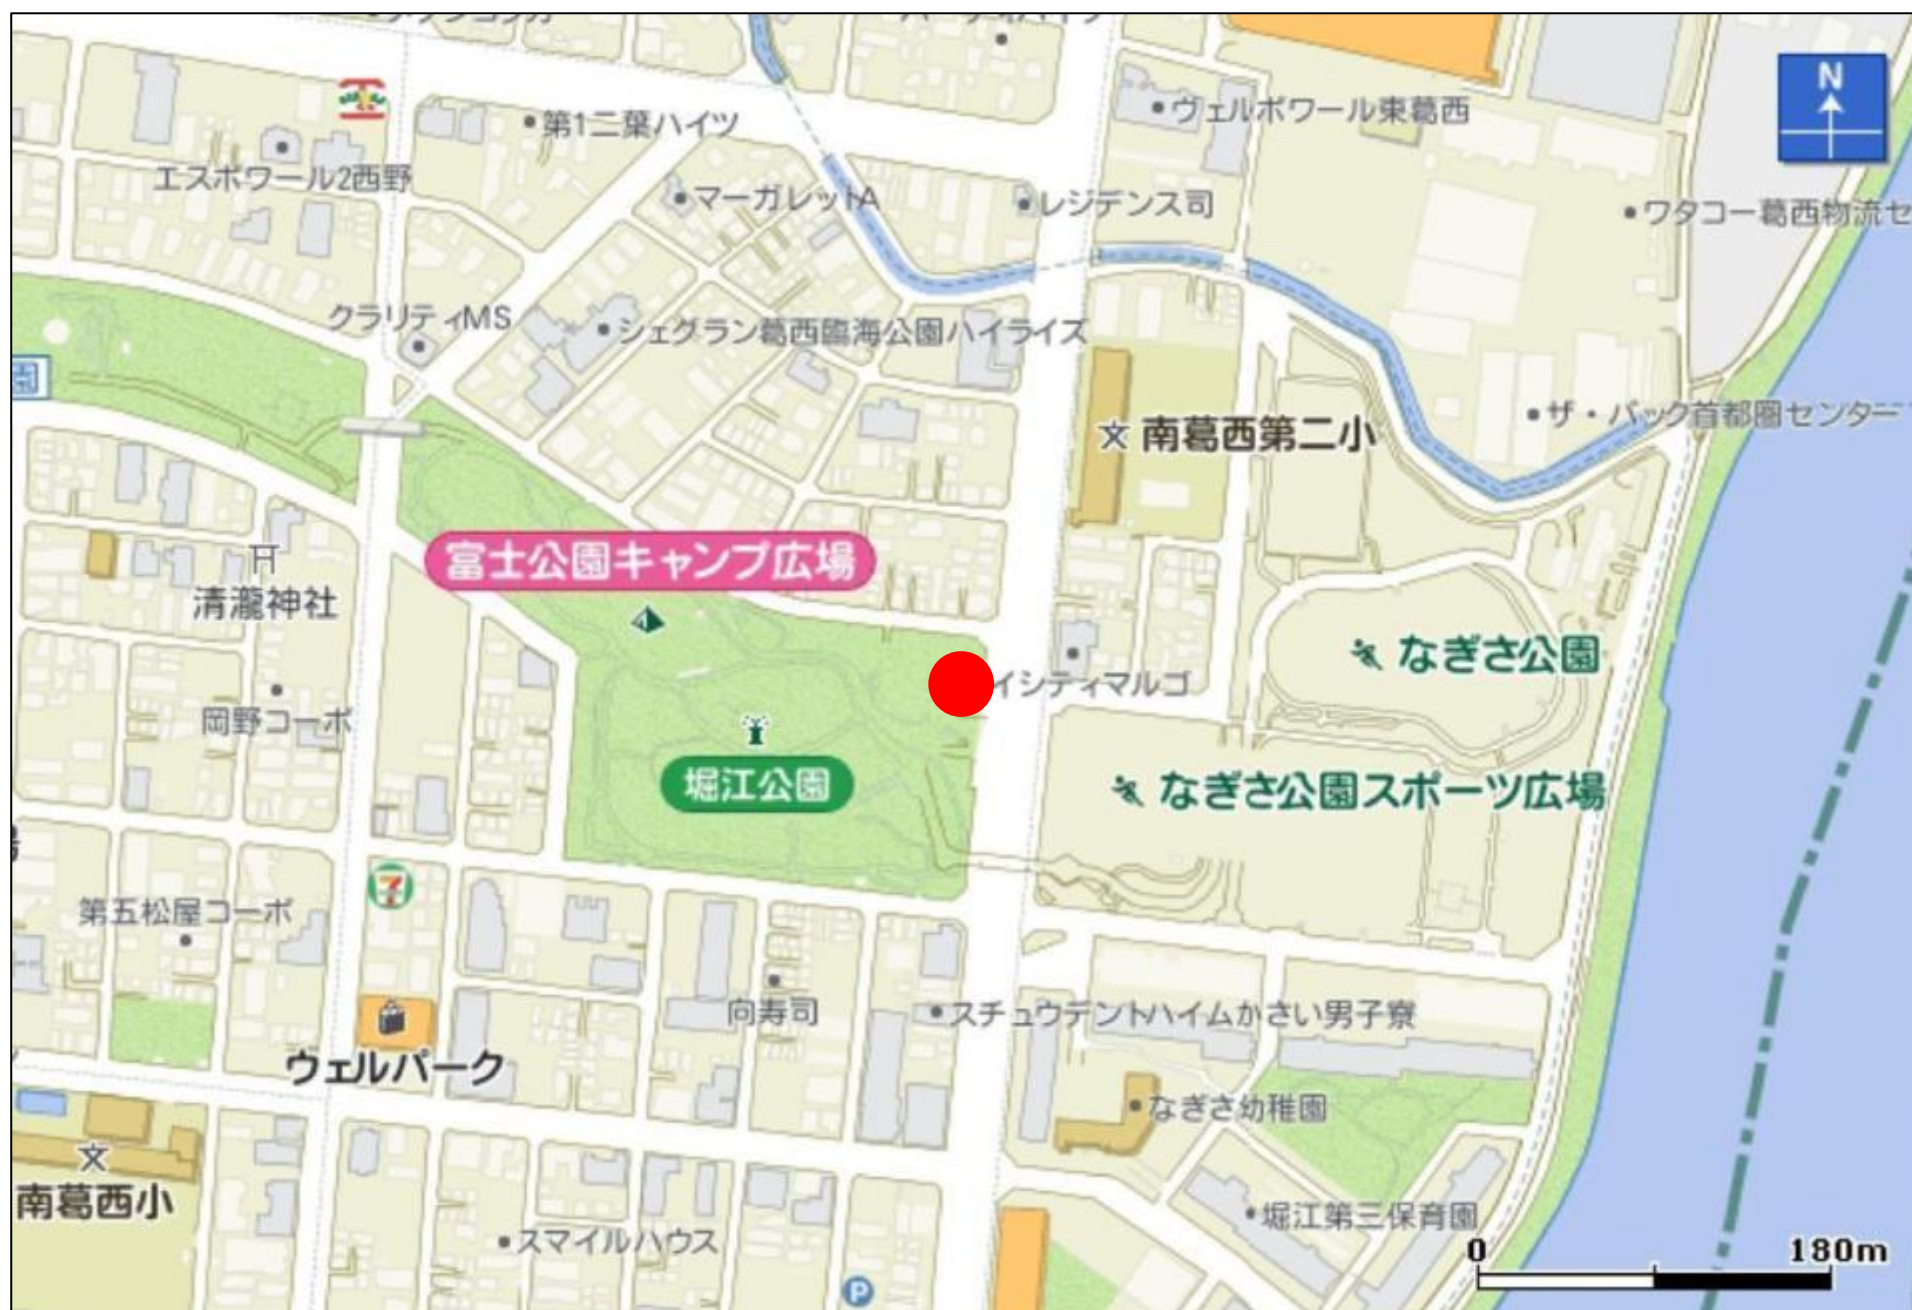 N
第1二葉ハイツ
ヴェルボワール東葛西
エスポワール2西野
マーガレットA
レジデンス司
ワタコー葛西物流セ
クラリティMS
シェグラン葛西臨海公園ハイライズ
園
南葛西第二小
ザ・パック首都圏センター
富士公園キャンプ広場
清瀧神社
なぎさ公園
イシティマルゴ
岡野コーポ
堀江公園
なぎさ公園スポーツ広場
7
第五松屋コーポ
向寿司
スチュウデントハイムかさい男子寮
ウェルパーク
なぎさ幼稚園
南葛西小
堀江第三保育園
スマイルハウス
0 180m
P